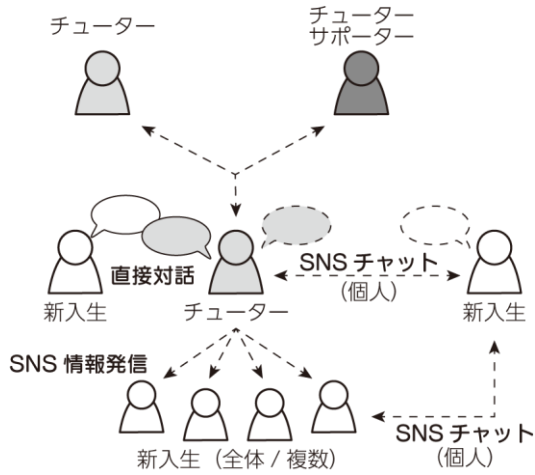 チューター
チューター
サポーター
直接対話
SNS チャット
(個人)
新入生
チューター
新入生
SNS 情報発信
新入生（全体 / 複数）
SNS チャット
(個人)